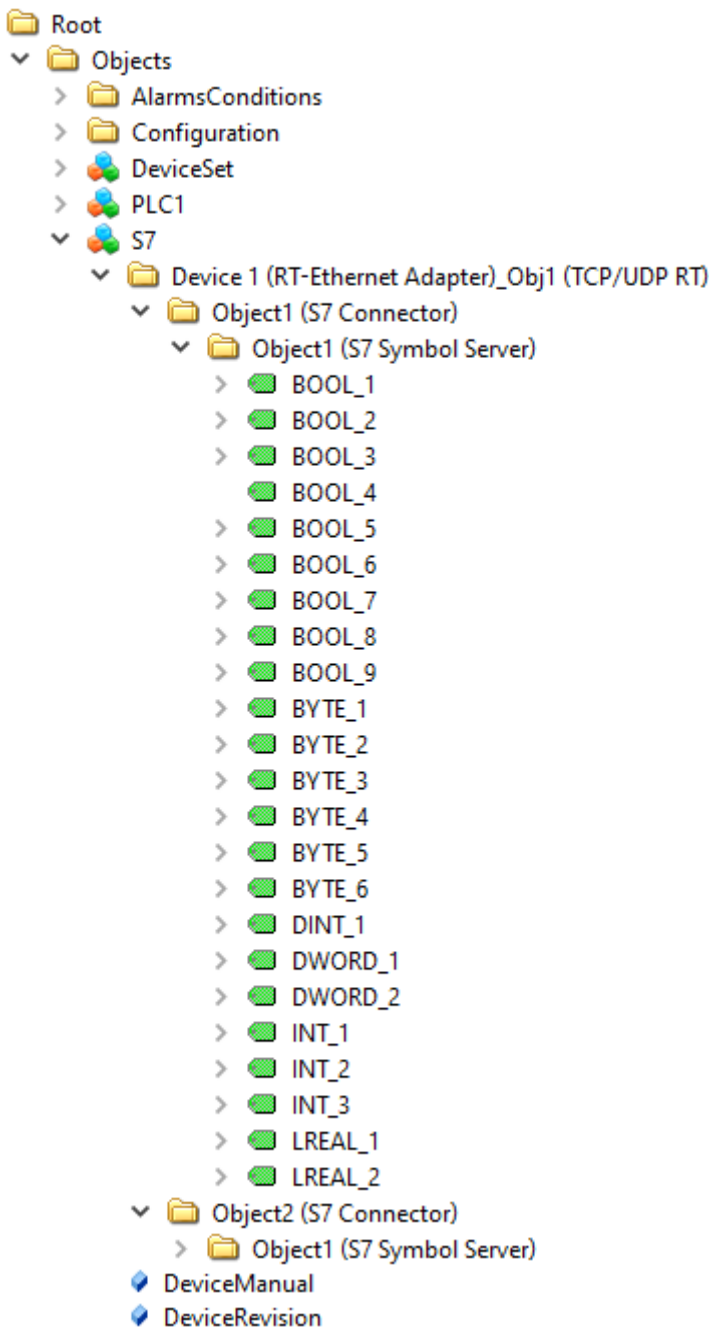 Root
Objects
AlarmsConditions
Configuration
DeviceSet
PLC1
S7
Device 1 (RT-Ethernet Adapter)_Obj1 (TCP/UDP RT)
Object1 (S7 Connector)
Object1 (S7 Symbol Server)
BOOL_1
BOOL_2
BOOL_3
BOOL_4
BOOL_5
BOOL_6
BOOL_7
BOOL_8
BOOL_9
BYTE_1
BYTE_2
BYTE_3
BYTE_4
BYTE_5
BYTE_6
DINT_1
DWORD_1
DWORD_2
INT_1
INT_2
INT_3
LREAL_1
LREAL_2
Object2 (S7 Connector)
Object1 (S7 Symbol Server)
DeviceManual
DeviceRevision